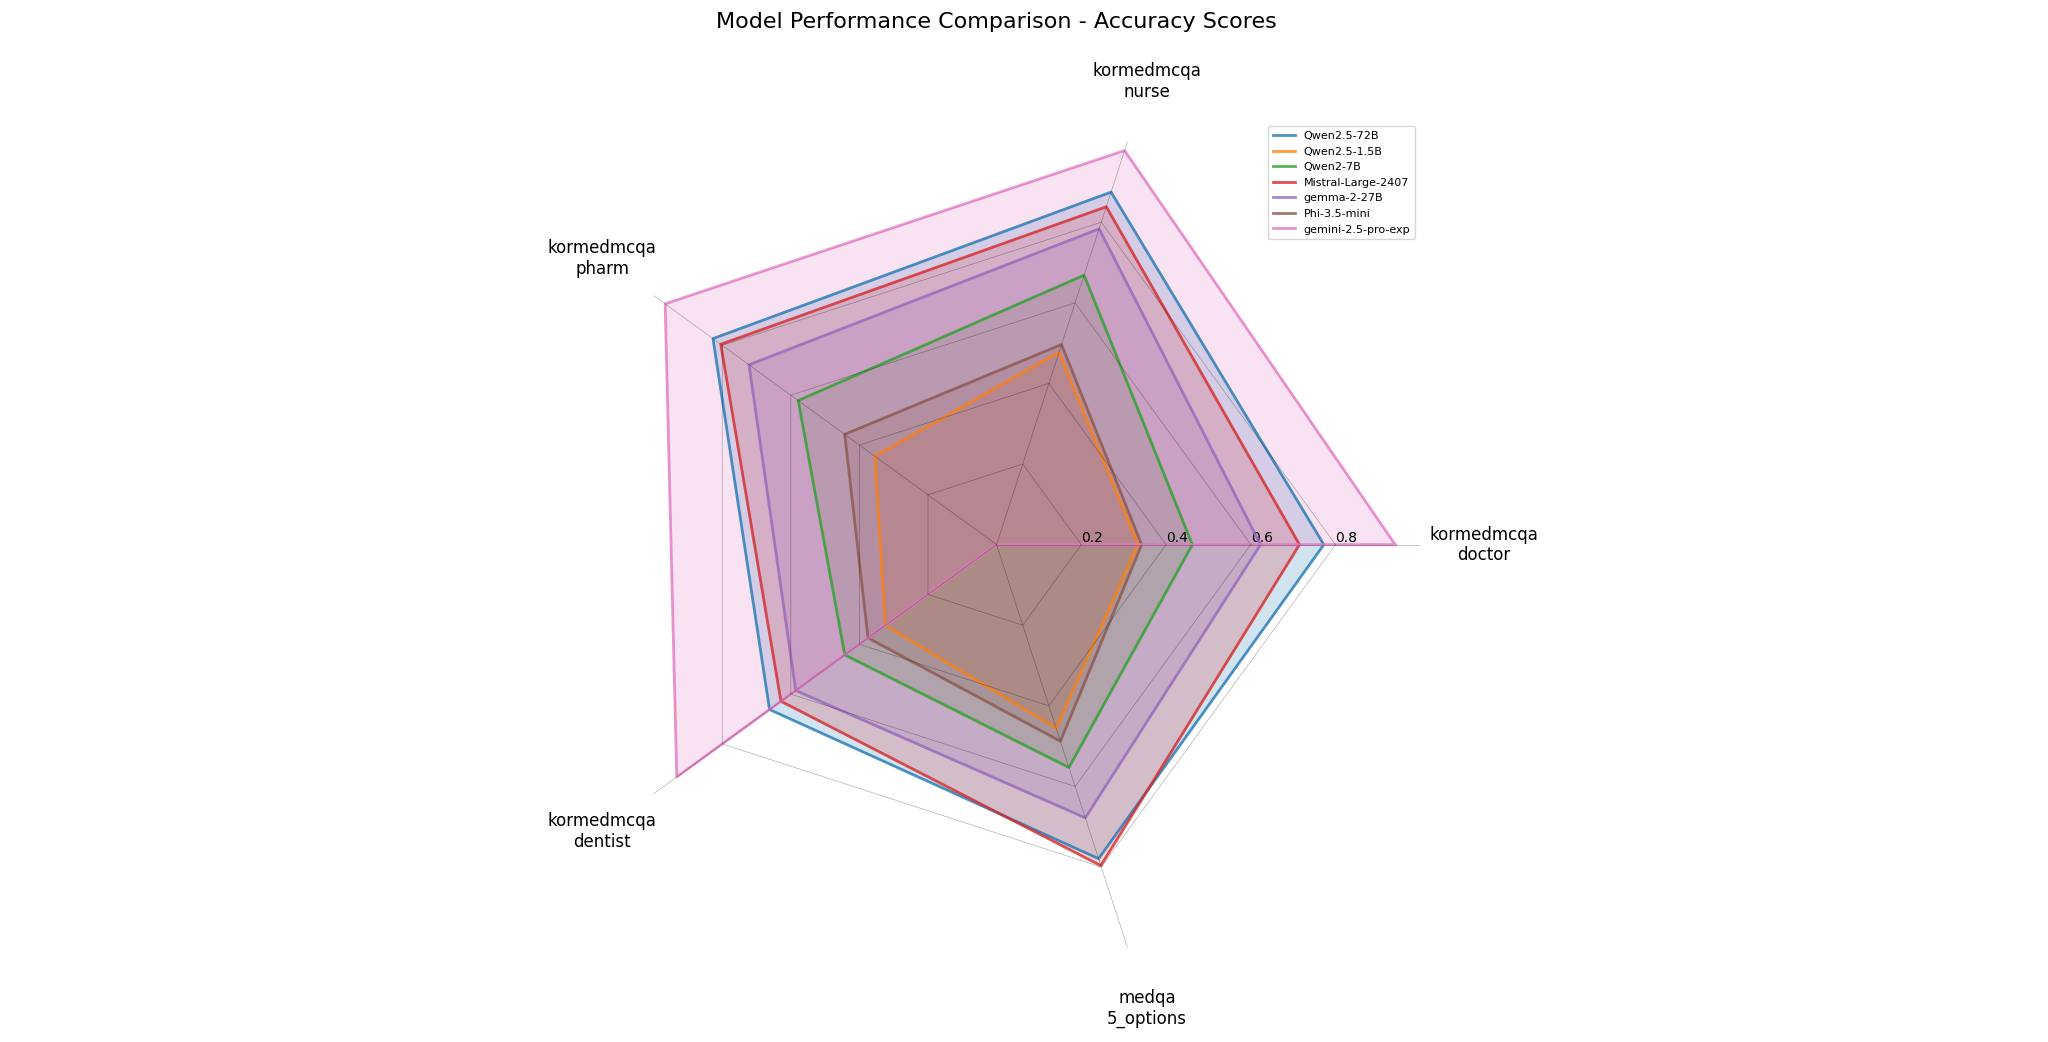 Model Performance Comparison - Accuracy Scores
kormedmcqa
nurse
Qwen2.5-72B
Qwen2.5-1.5B
Qwen2-7B
Mistral-Large-2407
gemma-2-27B
Phi-3.5-mini
gemini-2.5-pro-exp
kormedmcqa
pharm
0.2
0.4
0.6
0.8
kormedmcqa
doctor
kormedmcqa
dentist
medqa
5_options